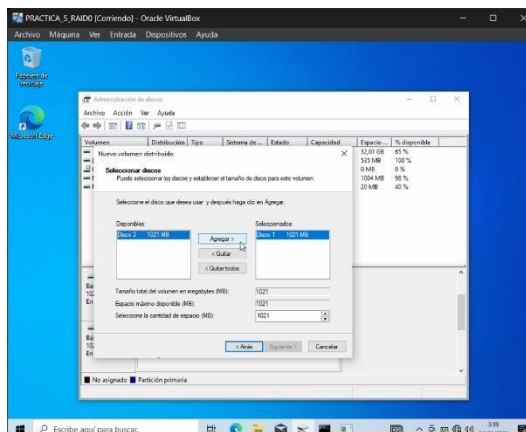 PRACTICA_5_RAID0 [Corriendo] - Oracle VirtualBox
Archivo Máquina Ver Entrada Dispositivos Ayuda
Papelera de
reciclaje
Microsoft Edge
Administración de discos
Archivo Acción Ver Ayuda
Volumen Distribución Tipo Sistema de ... Estado Capacidad Espacio ... % disponible
32,01 GB 65 %
535 MB 100 %
0 MB 0 %
1004 MB 98 %
20 MB 40 %
Nuevo volumen distribuido
Seleccionar discos
Puede seleccionar los discos y establecer el tamaño de disco para este volumen.
Seleccione el disco que desea usar y después haga clic en Agregar.
Disponibles: Seleccionados:
Disco 2 1021 MB Agregar > Disco 1 1021 MB
< Quitar
< Quitar todos
Tamaño total del volumen en megabytes (MB): 1021
Espacio máximo disponible (MB): 1021
Seleccione la cantidad de espacio (MB): 1021
< Atrás Siguiente > Cancelar
No asignado Partición primaria
Escribe aquí para buscar.
3:39